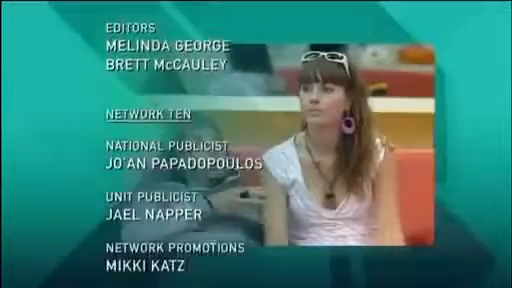 EDITORS
MELINDA GEORGE
BRETT McCAULEY
NETWORK TEN
NATIONAL PUBLICIST
JO'AN PAPADOPOULOS
UNIT PUBLICIST
JAEL NAPPER
NETWORK PROMOTIONS
MIKKI KATZ